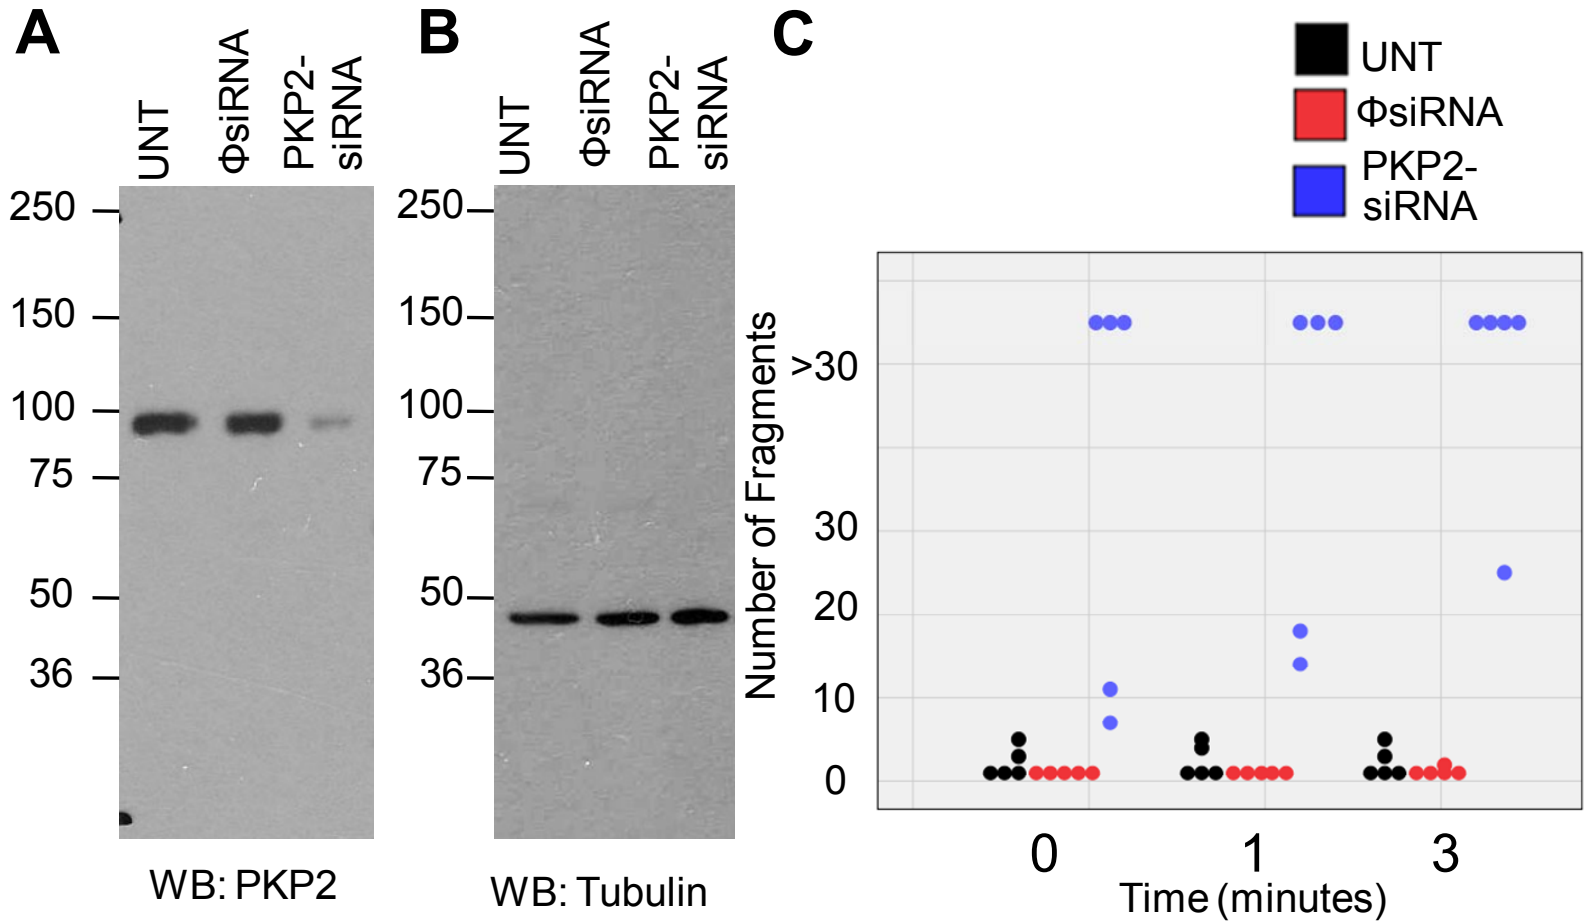 A
UNT
ΦsiRNA
PKP2-
siRNA
250
150
100
75
50
36
WB: PKP2
B
UNT
ΦsiRNA
PKP2-
siRNA
250
150
100
75
50
36
WB: Tubulin
C
UNT
ΦsiRNA
PKP2-
siRNA
Number of Fragments
>30
30
20
10
0
0 1 3
Time (minutes)